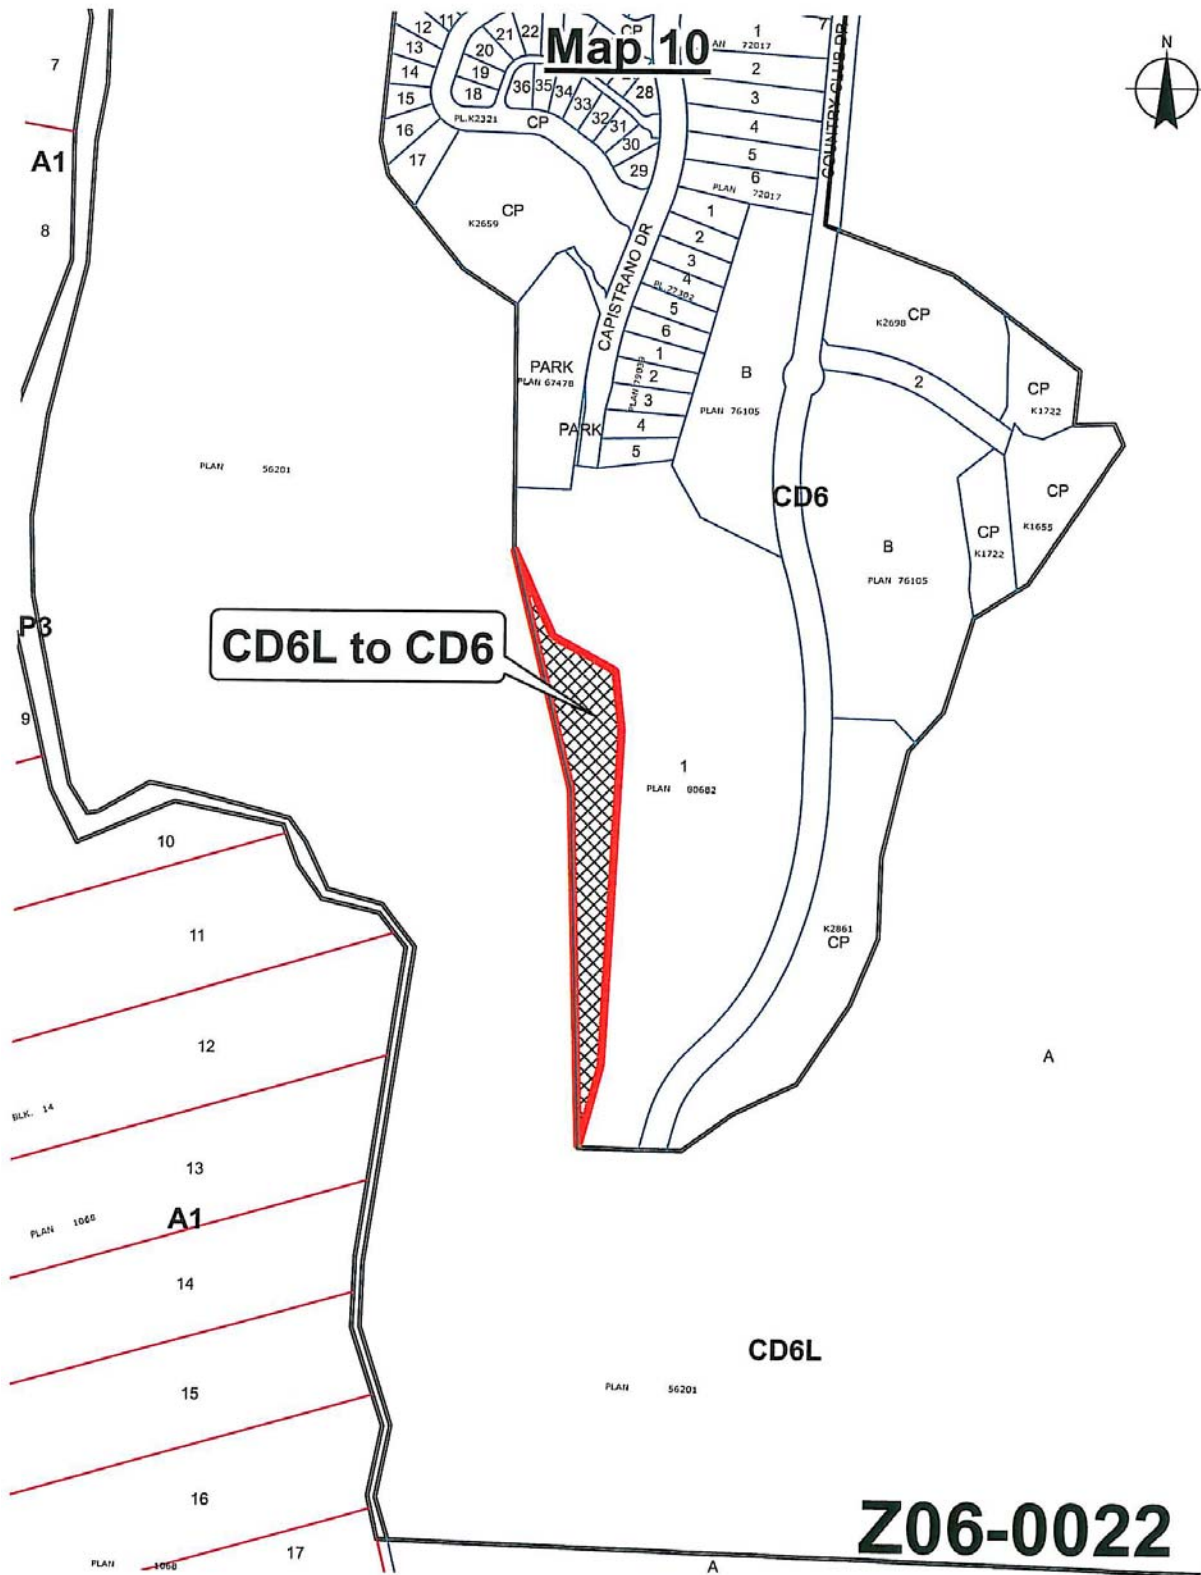 Map 10
N
7
A1
8
12
11
13
14
15
16
17
20
21
22
19
18
36
35
34
33
32
31
30
29
28
CP
PL.K2321
CP
CP
K2659
1
PLAN 72017
2
3
4
5
6
PLAN 72017
7
COUNTRY CLUB DR
CAPISTRANO DR
1
2
3
4
PL.77302
5
6
1
2
3
4
5
PARK
PLAN 67478
PARK
B
PLAN 76105
K2698
CP
2
CP
K1722
CP
K1655
CP
K1722
CD6
B
PLAN 76105
PLAN 56201
P3
9
CD6L to CD6
1
PLAN 80682
K2861
CP
10
11
12
BLK. 14
13
PLAN 1068
A1
14
15
16
PLAN 1068
17
A
CD6L
PLAN 56201
Z06-0022
A